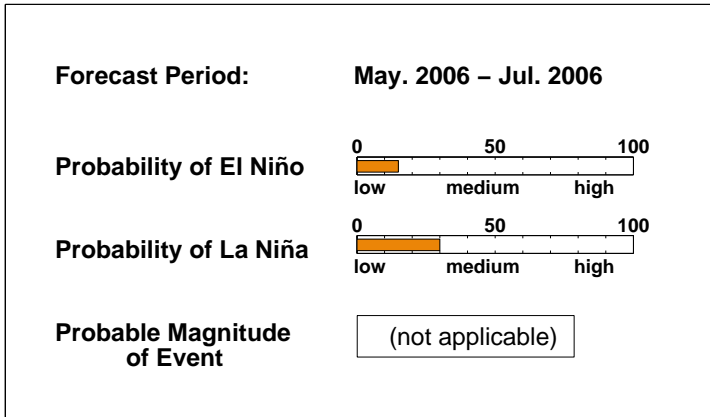 Forecast Period: May. 2006 – Jul. 2006
0 50 100
Probability of El Niño
low medium high
0 50 100
Probability of La Niña
low medium high
Probable Magnitude
of Event
(not applicable)